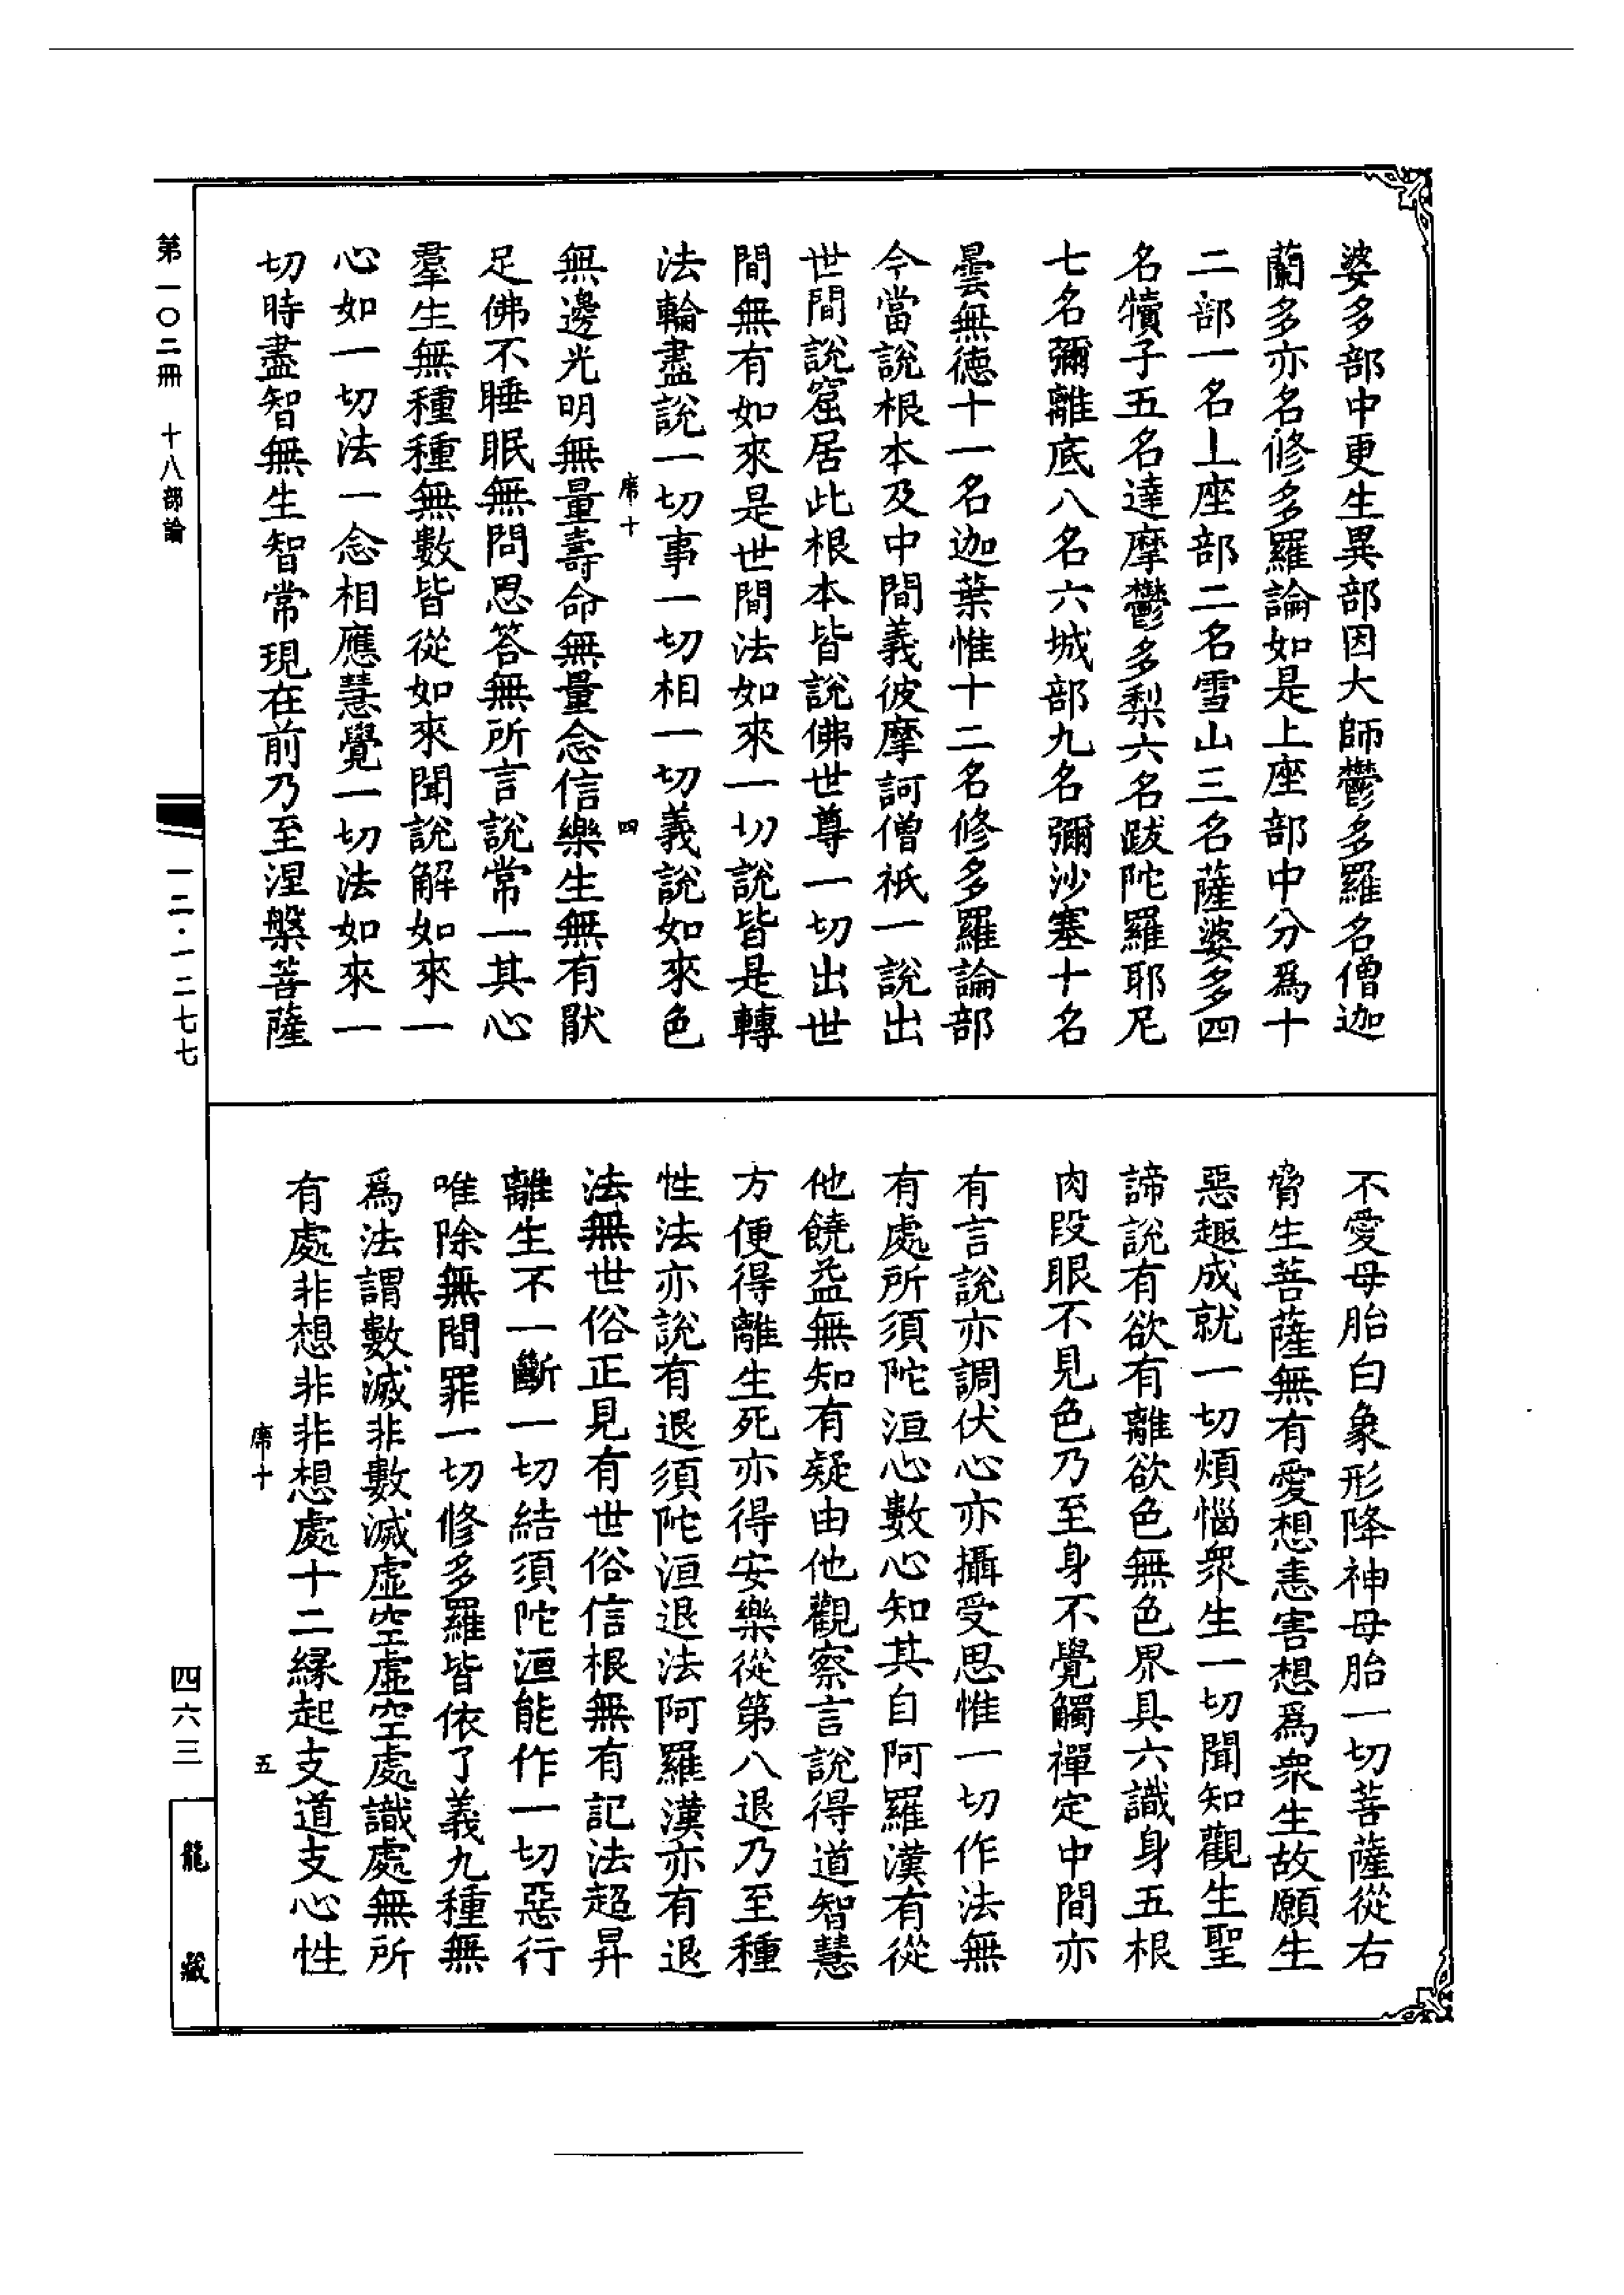 婆多部中更生異部因大師鬱多羅名僧迦
蘭多亦名修多羅論如是上座部中分爲十
二部一名上座部二名雪山三名薩婆多四
名犢子五名達摩鬱多梨六名跋陀羅耶尼
七名彌離底八名六城部九名彌沙塞十名
曇無德十一名迦葉惟十二名修多羅論部
今當說根本及中間義彼摩訶僧祇一說出
世間說窟居此根本皆說佛世尊一切出世
間無有如來是世間法如來一切說皆是轉
法輪盡說一切事一切相一切義說如來色
席十 四
無邊光明無量壽命無量念信樂生無有猒
足佛不睡眠無問思答無所言說常一其心
羣生無種種無數皆從如來聞說解如來一
心如一切法一念相應慧覺一切法如來一
切時盡智無生智常現在前乃至涅槃菩薩
不愛母胎白象形降神母胎一切菩薩從右
脅生菩薩無有愛想恚害想爲衆生故願生
惡趣成就一切煩惱衆生一切聞知觀生聖
諦說有欲有離欲色無色界具六識身五根
肉段眼不見色乃至身不覺觸禪定中間亦
有言說亦調伏心亦攝受思惟一切作法無
有處所須陀洹心數心知其自阿羅漢有從
他饒益無知有疑由他觀察言說得道智慧
方便得離生死亦得安樂從第八退乃至種
性法亦說有退須陀洹退法阿羅漢亦有退
法無世俗正見有世俗信根無有記法超昇
離生不一斷一切結須陀洹能作一切惡行
唯除無間罪一切修多羅皆依了義九種無
爲法謂數滅非數滅虛空虛空處識處無所
有處非想非非想處十二緣起支道支心性
席十 五
第一〇二冊 十八部論
一二·一二七七
四六三
龍藏